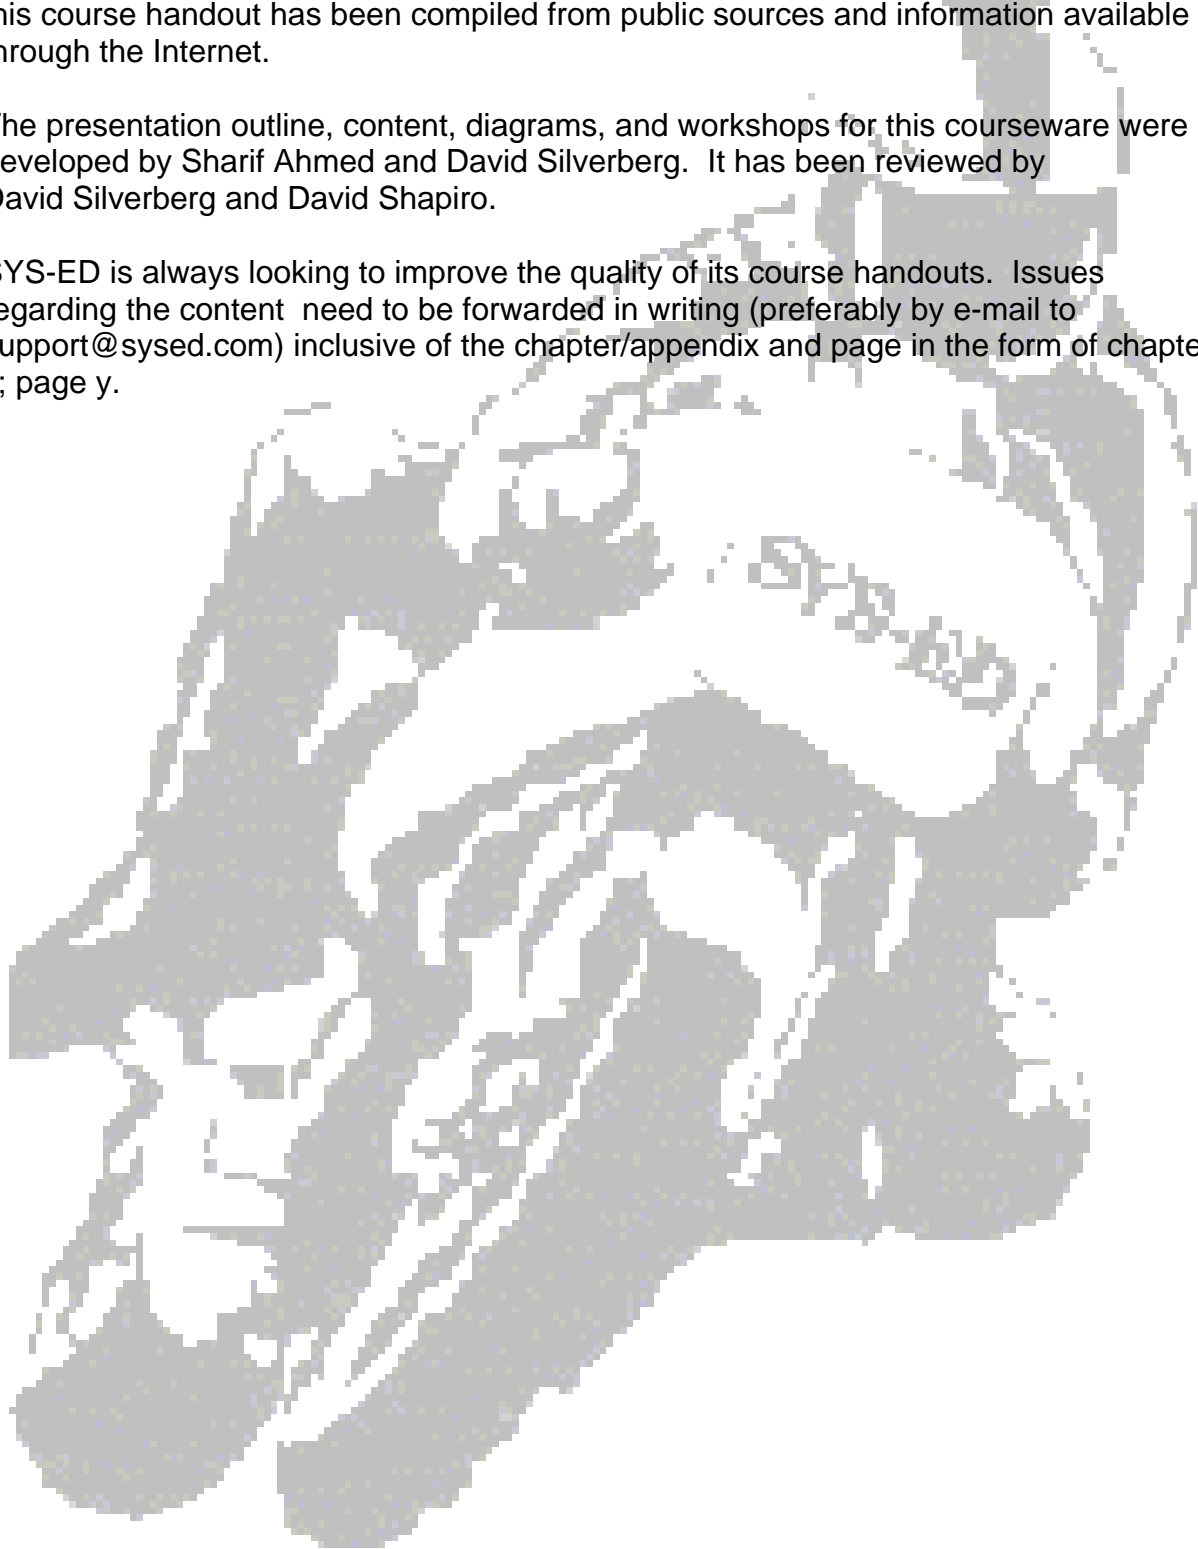 his course handout has been compiled from public sources and information available
hrough the Internet.
he presentation outline, content, diagrams, and workshops for this courseware were
eveloped by Sharif Ahmed and David Silverberg.  It has been reviewed by
David Silverberg and David Shapiro.
SYS-ED is always looking to improve the quality of its course handouts.  Issues
egarding the content  need to be forwarded in writing (preferably by e-mail to
upport@sysed.com) inclusive of the chapter/appendix and page in the form of chapte
; page y.
SYS-ED